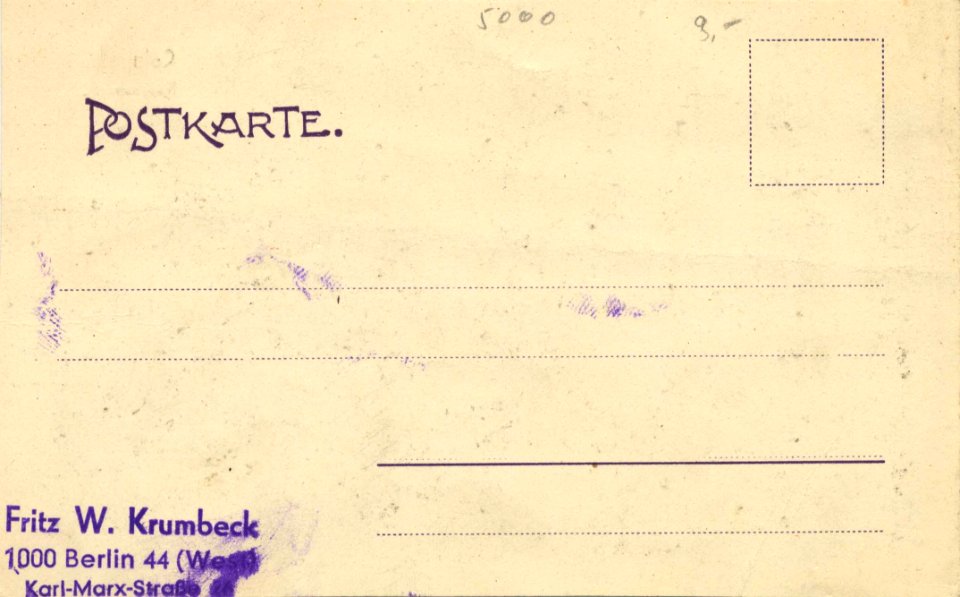 5000
9,-
POSTKARTE.
Fritz W. Krumbeck
1000 Berlin 44 (West)
Karl-Marx-Straße